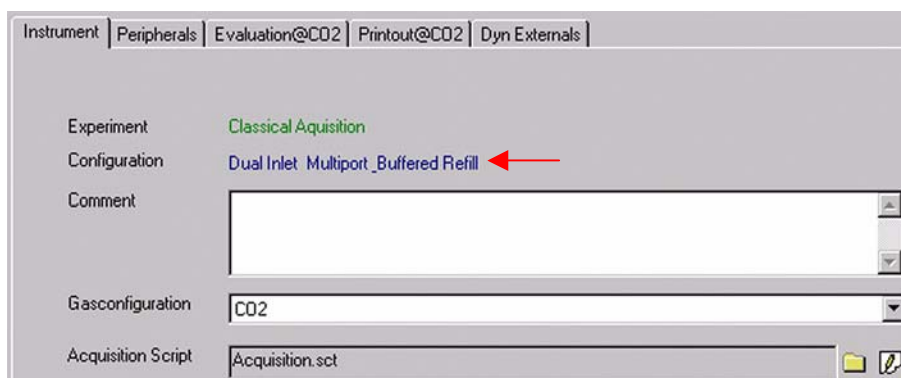 Instrument Peripherals Evaluation@CO2 Printout@CO2 Dyn Externals
Experiment Classical Aquisition
Configuration Dual Inlet Multiport_Buffered Refill
Comment
Gasconfiguration CO2
Acquisition Script Acquisition.sct